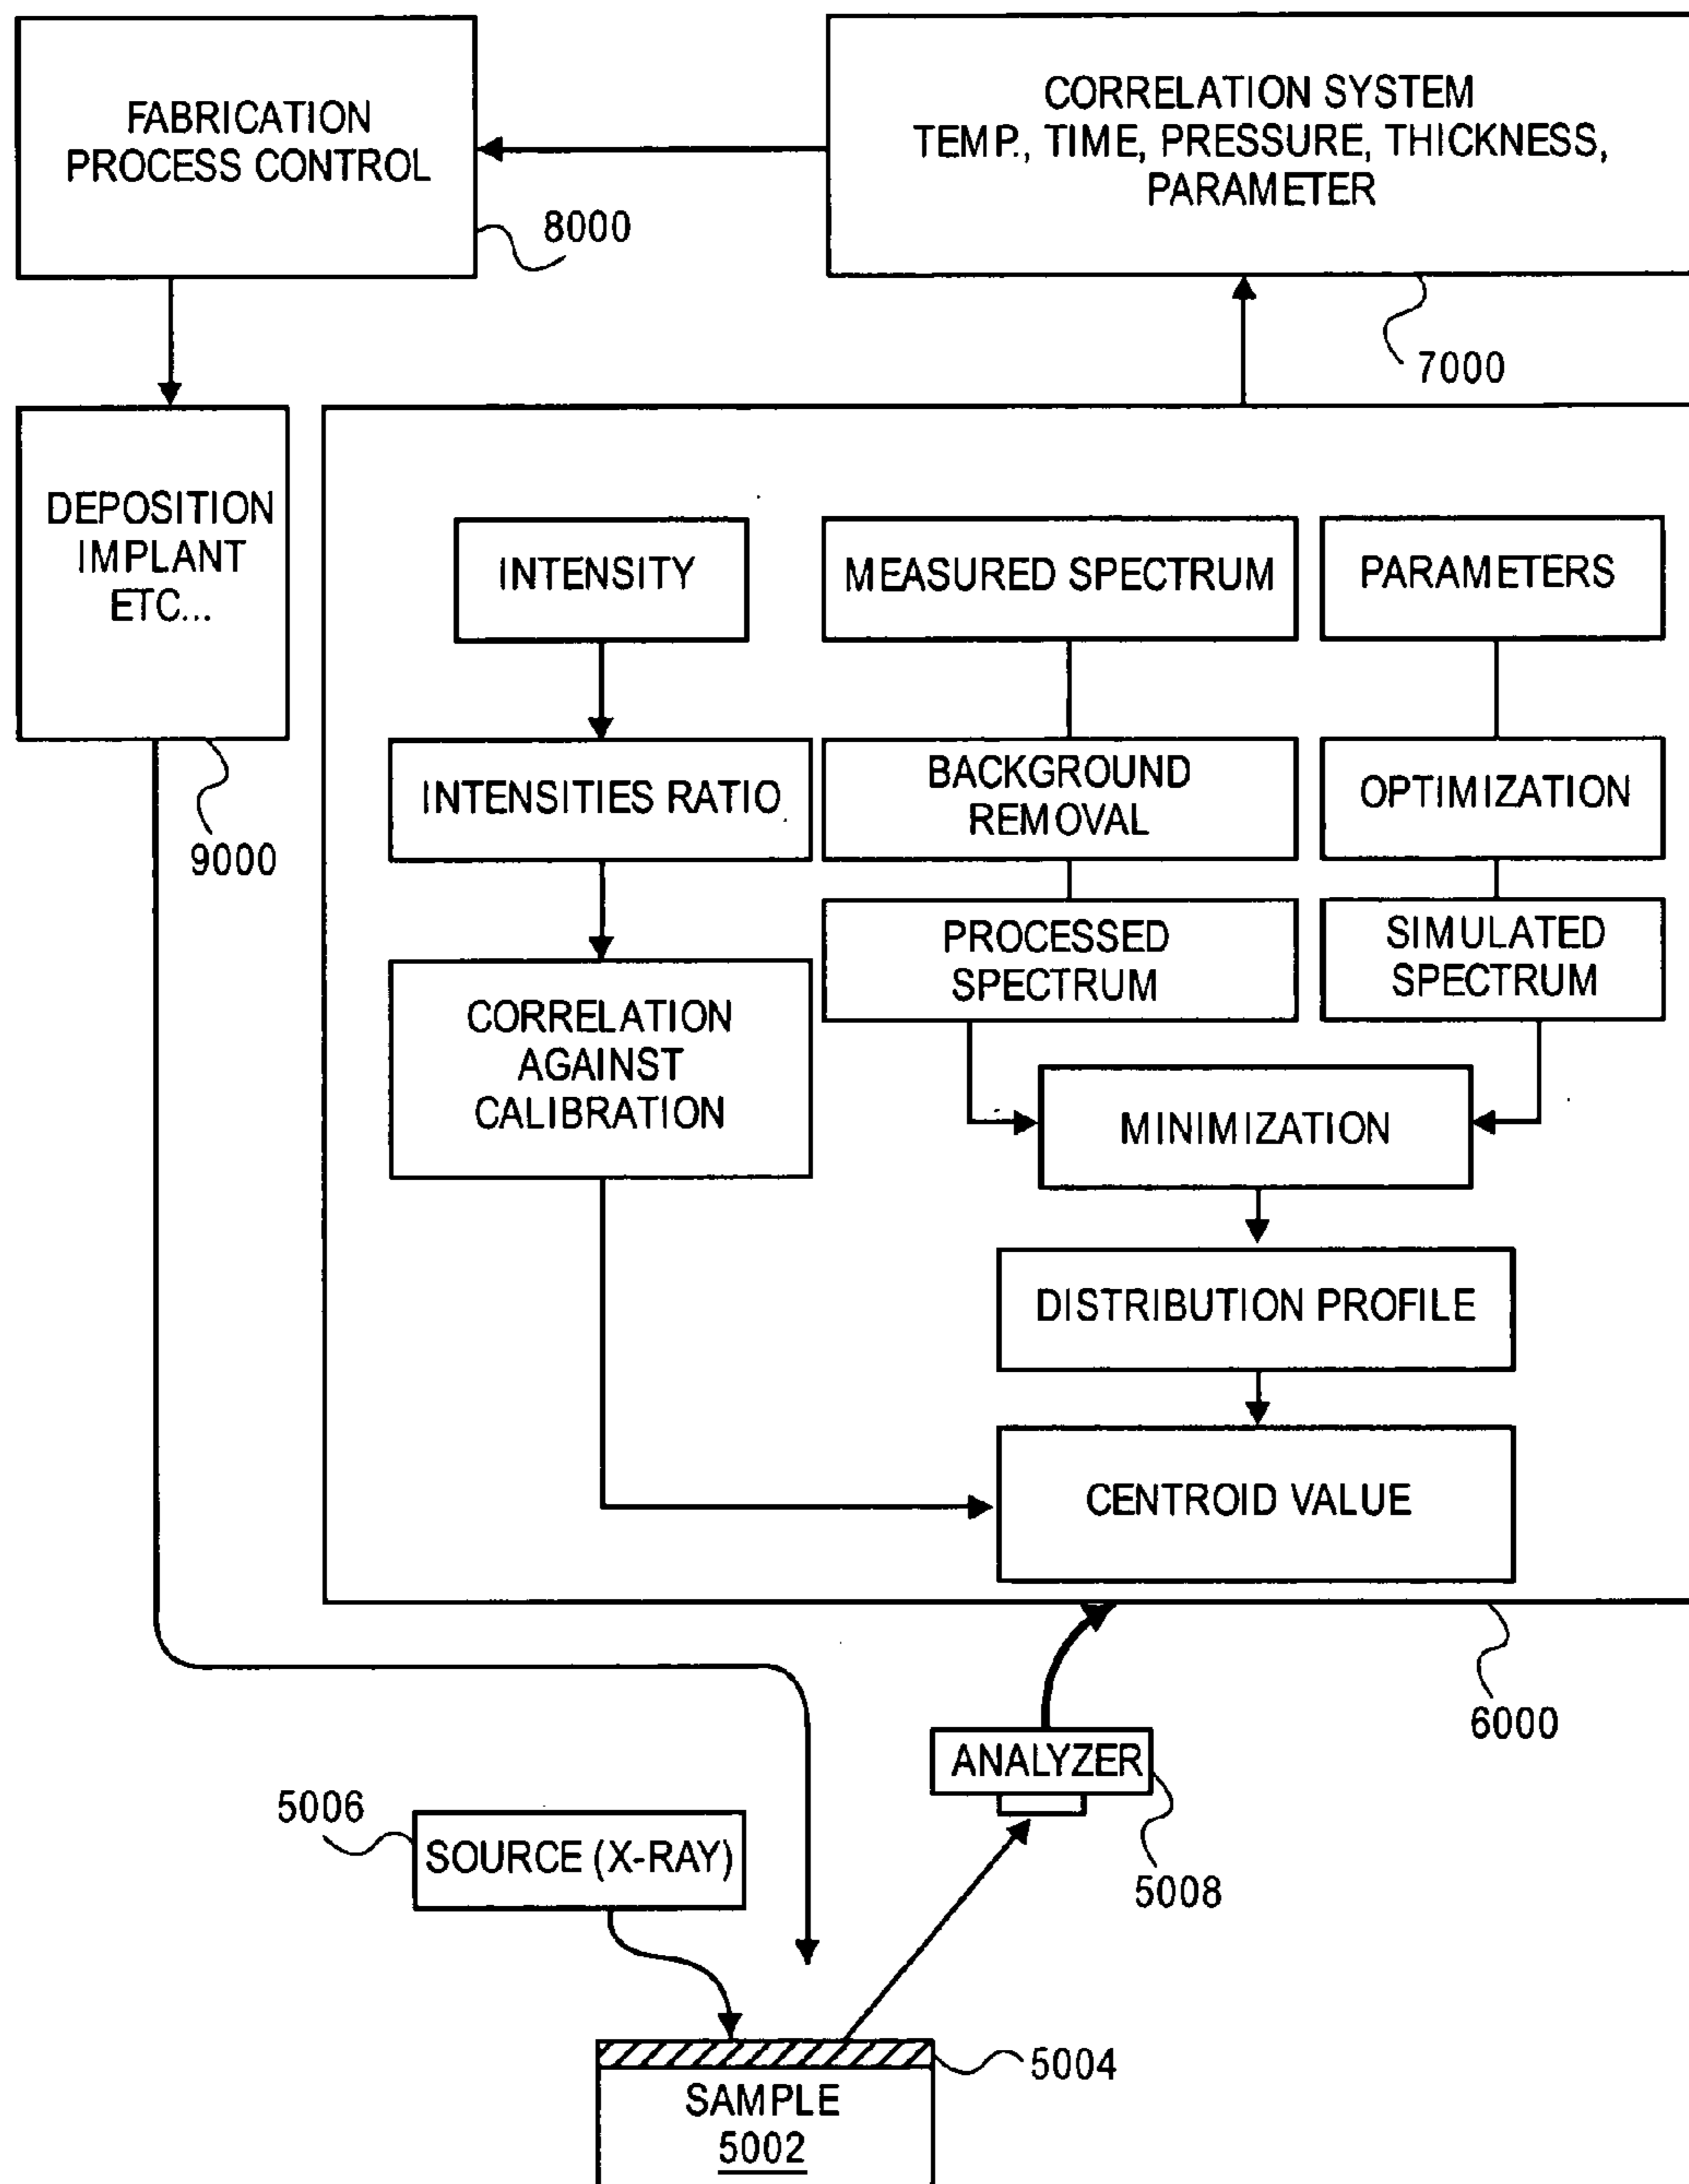 FABRICATION
PROCESS CONTROL
8000
CORRELATION SYSTEM
TEMP., TIME, PRESSURE, THICKNESS,
PARAMETER
7000
DEPOSITION
IMPLANT
ETC...
9000
INTENSITY
MEASURED SPECTRUM
PARAMETERS
INTENSITIES RATIO
BACKGROUND
REMOVAL
OPTIMIZATION
PROCESSED
SPECTRUM
SIMULATED
SPECTRUM
CORRELATION
AGAINST
CALIBRATION
MINIMIZATION
DISTRIBUTION PROFILE
CENTROID VALUE
6000
ANALYZER
5008
5006
SOURCE (X-RAY)
5004
SAMPLE
5002